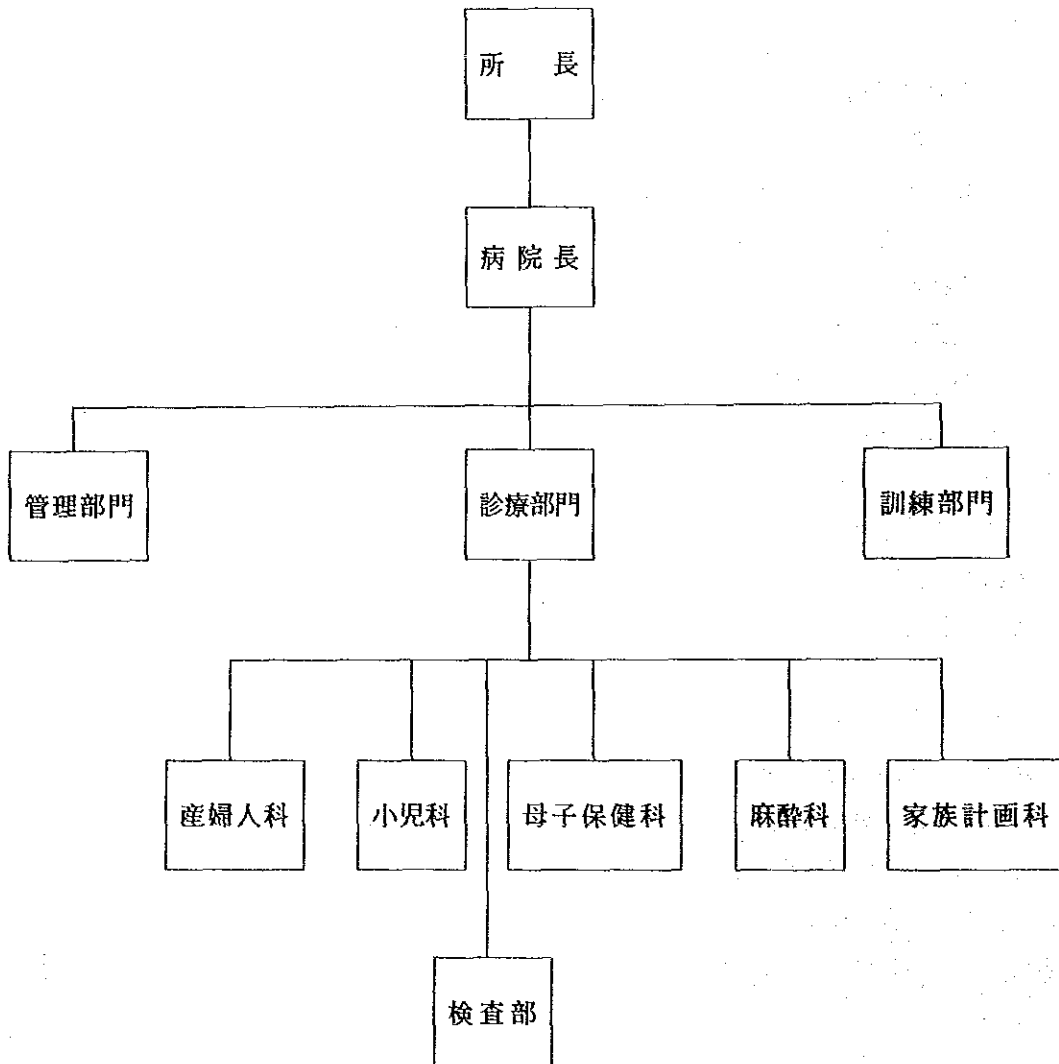 所長
病院長
管理部門
診療部門
訓練部門
産婦人科
小児科
母子保健科
麻酔科
家族計画科
検査部